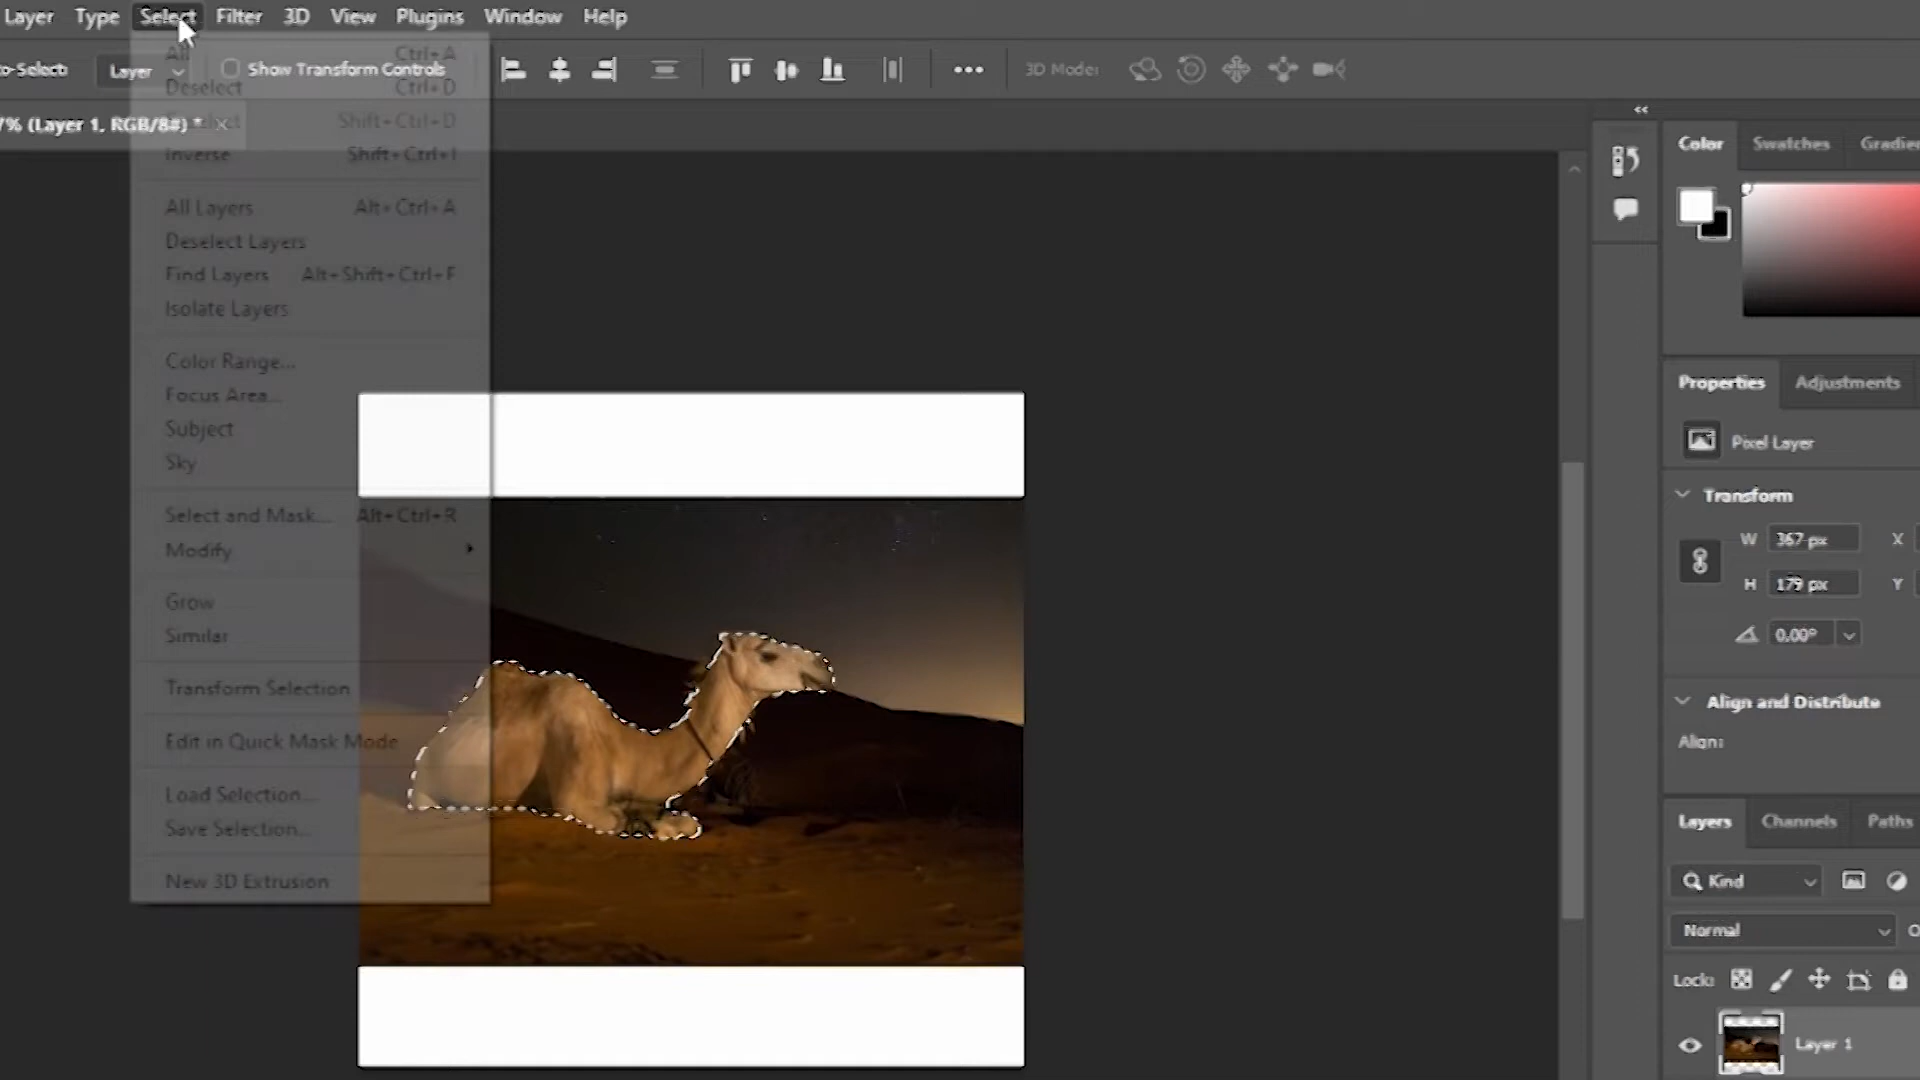 Layer Type Select Filter 3D View Plugins Window Help
o-Select: Layer Show Transform Controls 3D Mode:
7% (Layer 1, RGB/8#) * ×
All Ctrl+A
Deselect Ctrl+D
Shift+Ctrl+D
Inverse Shift+Ctrl+I
All Layers Alt+Ctrl+A
Deselect Layers
Find Layers Alt+Shift+Ctrl+F
Isolate Layers
Color Range...
Focus Area...
Subject
Sky
Select and Mask... Alt+Ctrl+R
Modify
Grow
Similar
Transform Selection
Edit in Quick Mask Mode
Load Selection...
Save Selection...
New 3D Extrusion
Color Swatches Gradien
Properties Adjustments
Pixel Layer
Transform
W 367 px X
H 179 px Y
0.00°
Align and Distribute
Align:
Layers Channels Paths
Kind
Normal O
Lock:
Layer 1